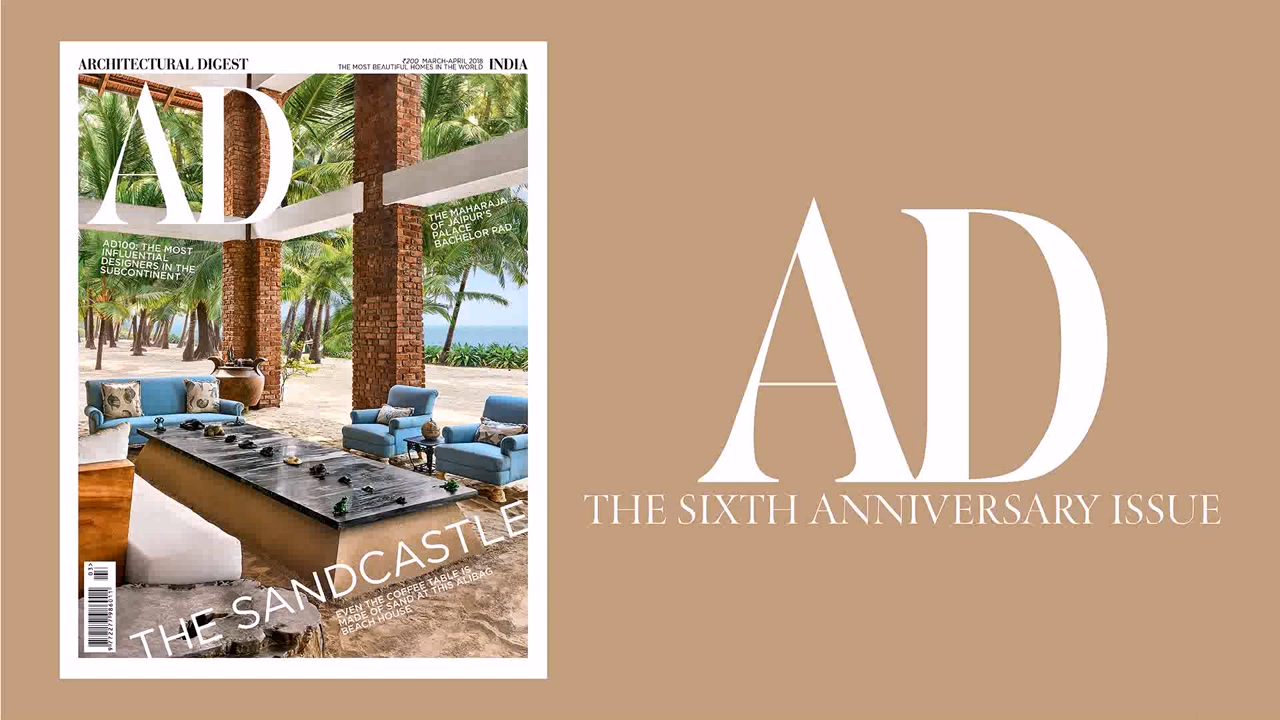 ARCHITECTURAL DIGEST
₹200 MARCH-APRIL 2018
THE MOST BEAUTIFUL HOMES IN THE WORLD
INDIA
AD
AD100: THE MOST
INFLUENTIAL
DESIGNERS IN THE
SUBCONTINENT
THE MAHARAJA
OF JAIPUR'S
PALACE
BACHELOR PAD
THE SANDCASTLE
EVEN THE COFFEE TABLE IS
MADE OF SAND AT THIS ALIBAG
BEACH HOUSE
03>
AD
THE SIXTH ANNIVERSARY ISSUE